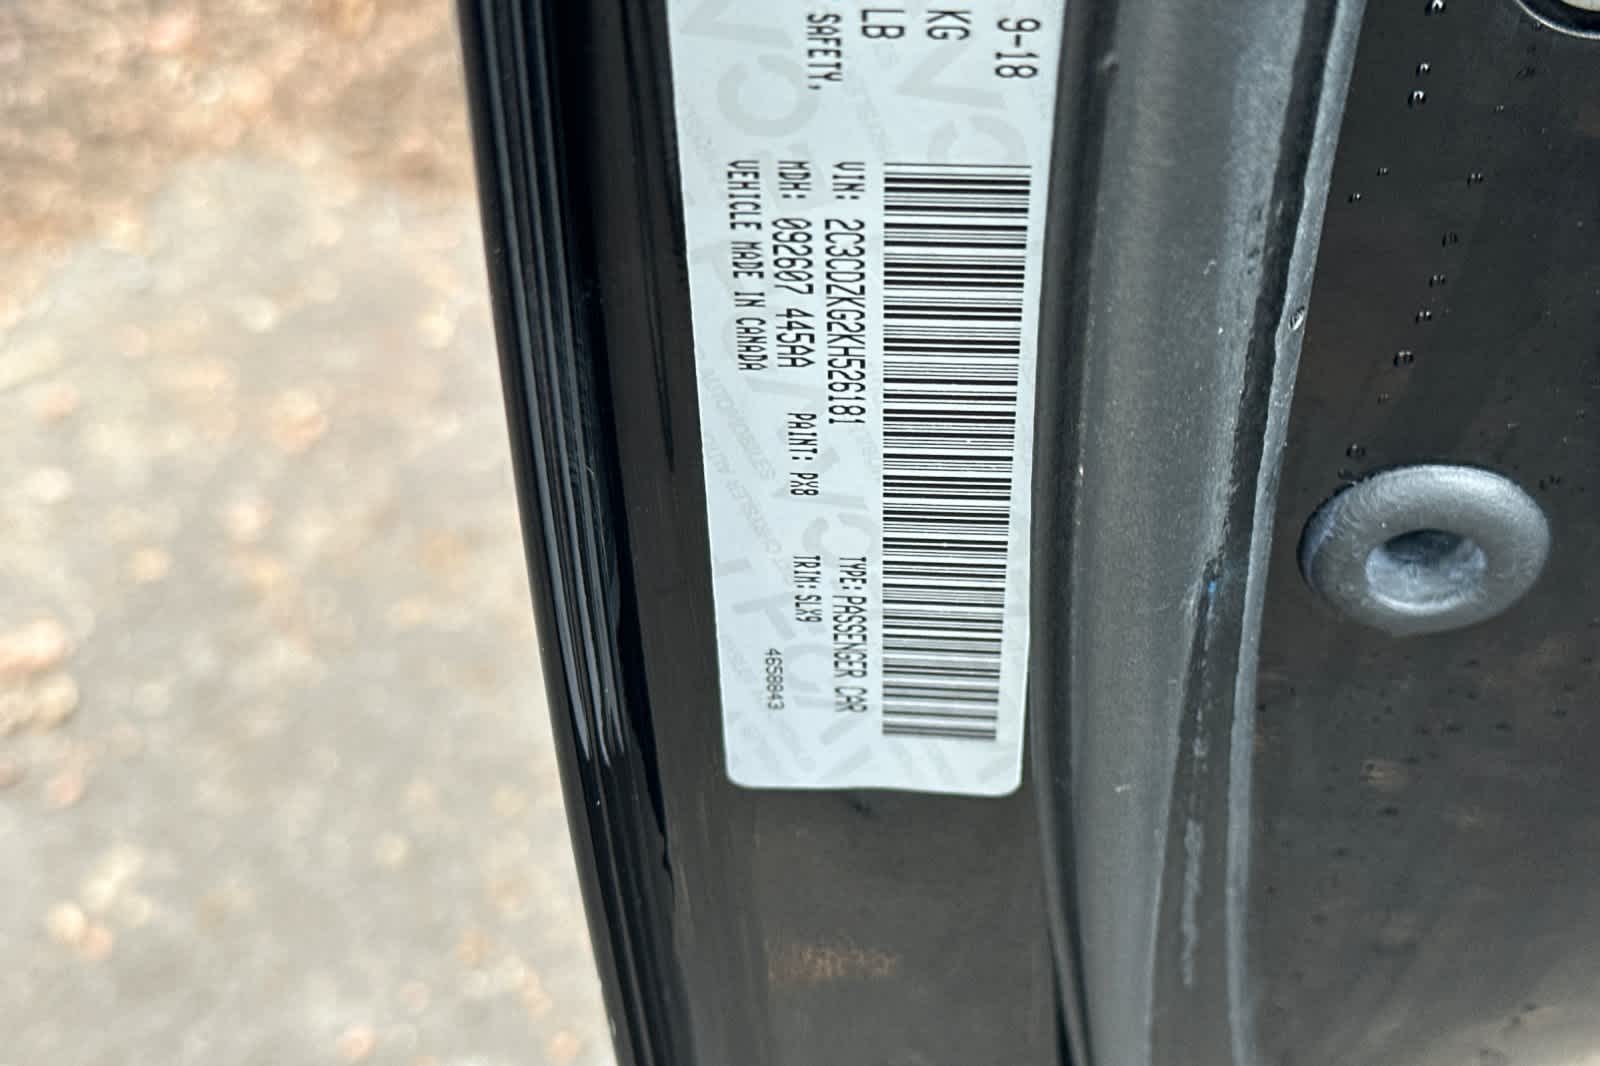 9-18
KG
LB
SAFETY,
VIN: 2C3CDZKG2KH526181 TYPE: PASSENGER CAR
MDH: 092607 445AA PAINT: PX8 TRIM: SLX9
VEHICLE MADE IN CANADA 4658843